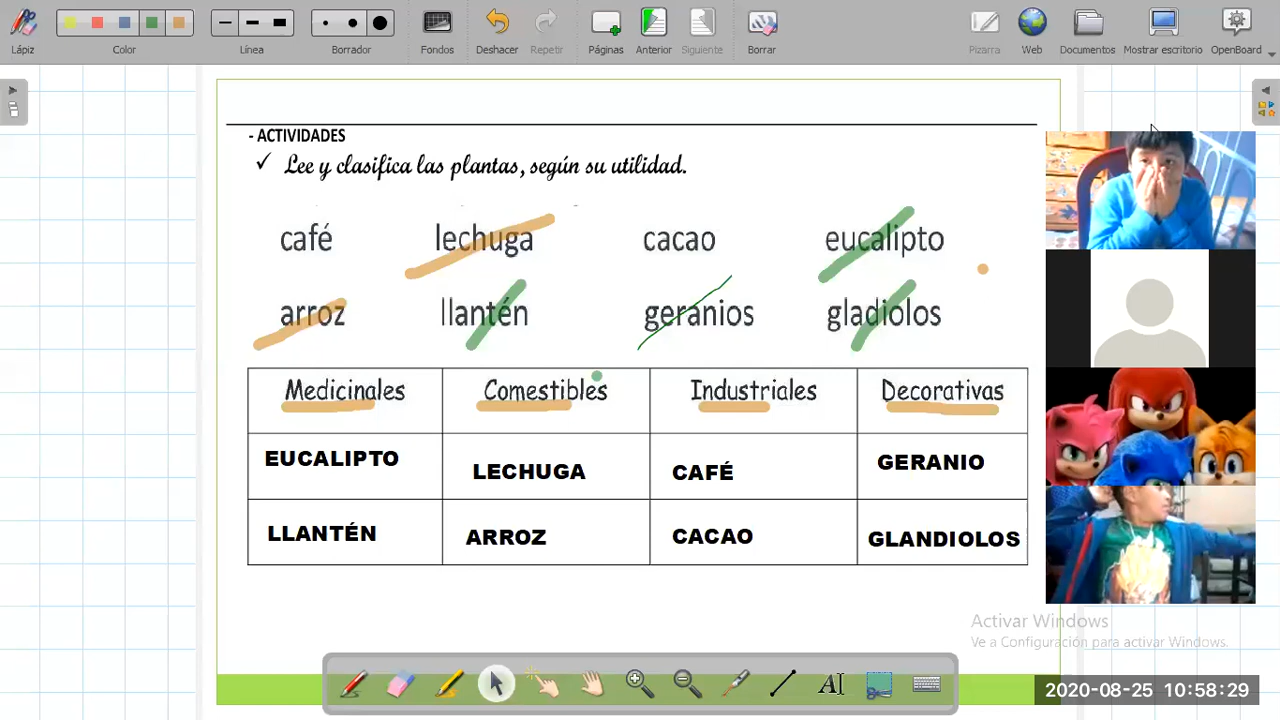 Lápiz Color Línea Borrador Fondos Deshacer Repetir Páginas Anterior Siguiente Borrar Pizarra Web Documentos Mostrar escritorio OpenBoard
- ACTIVIDADES
✓ Lee y clasifica las plantas, según su utilidad.
café lechuga cacao eucalipto
arroz llantén geranios gladiolos
Medicinales Comestibles Industriales Decorativas
EUCALIPTO LECHUGA CAFÉ GERANIO
LLANTÉN ARROZ CACAO GLANDIOLOS
Activar Windows
Ve a Configuración para activar Windows.
2020-08-25 10:58:29